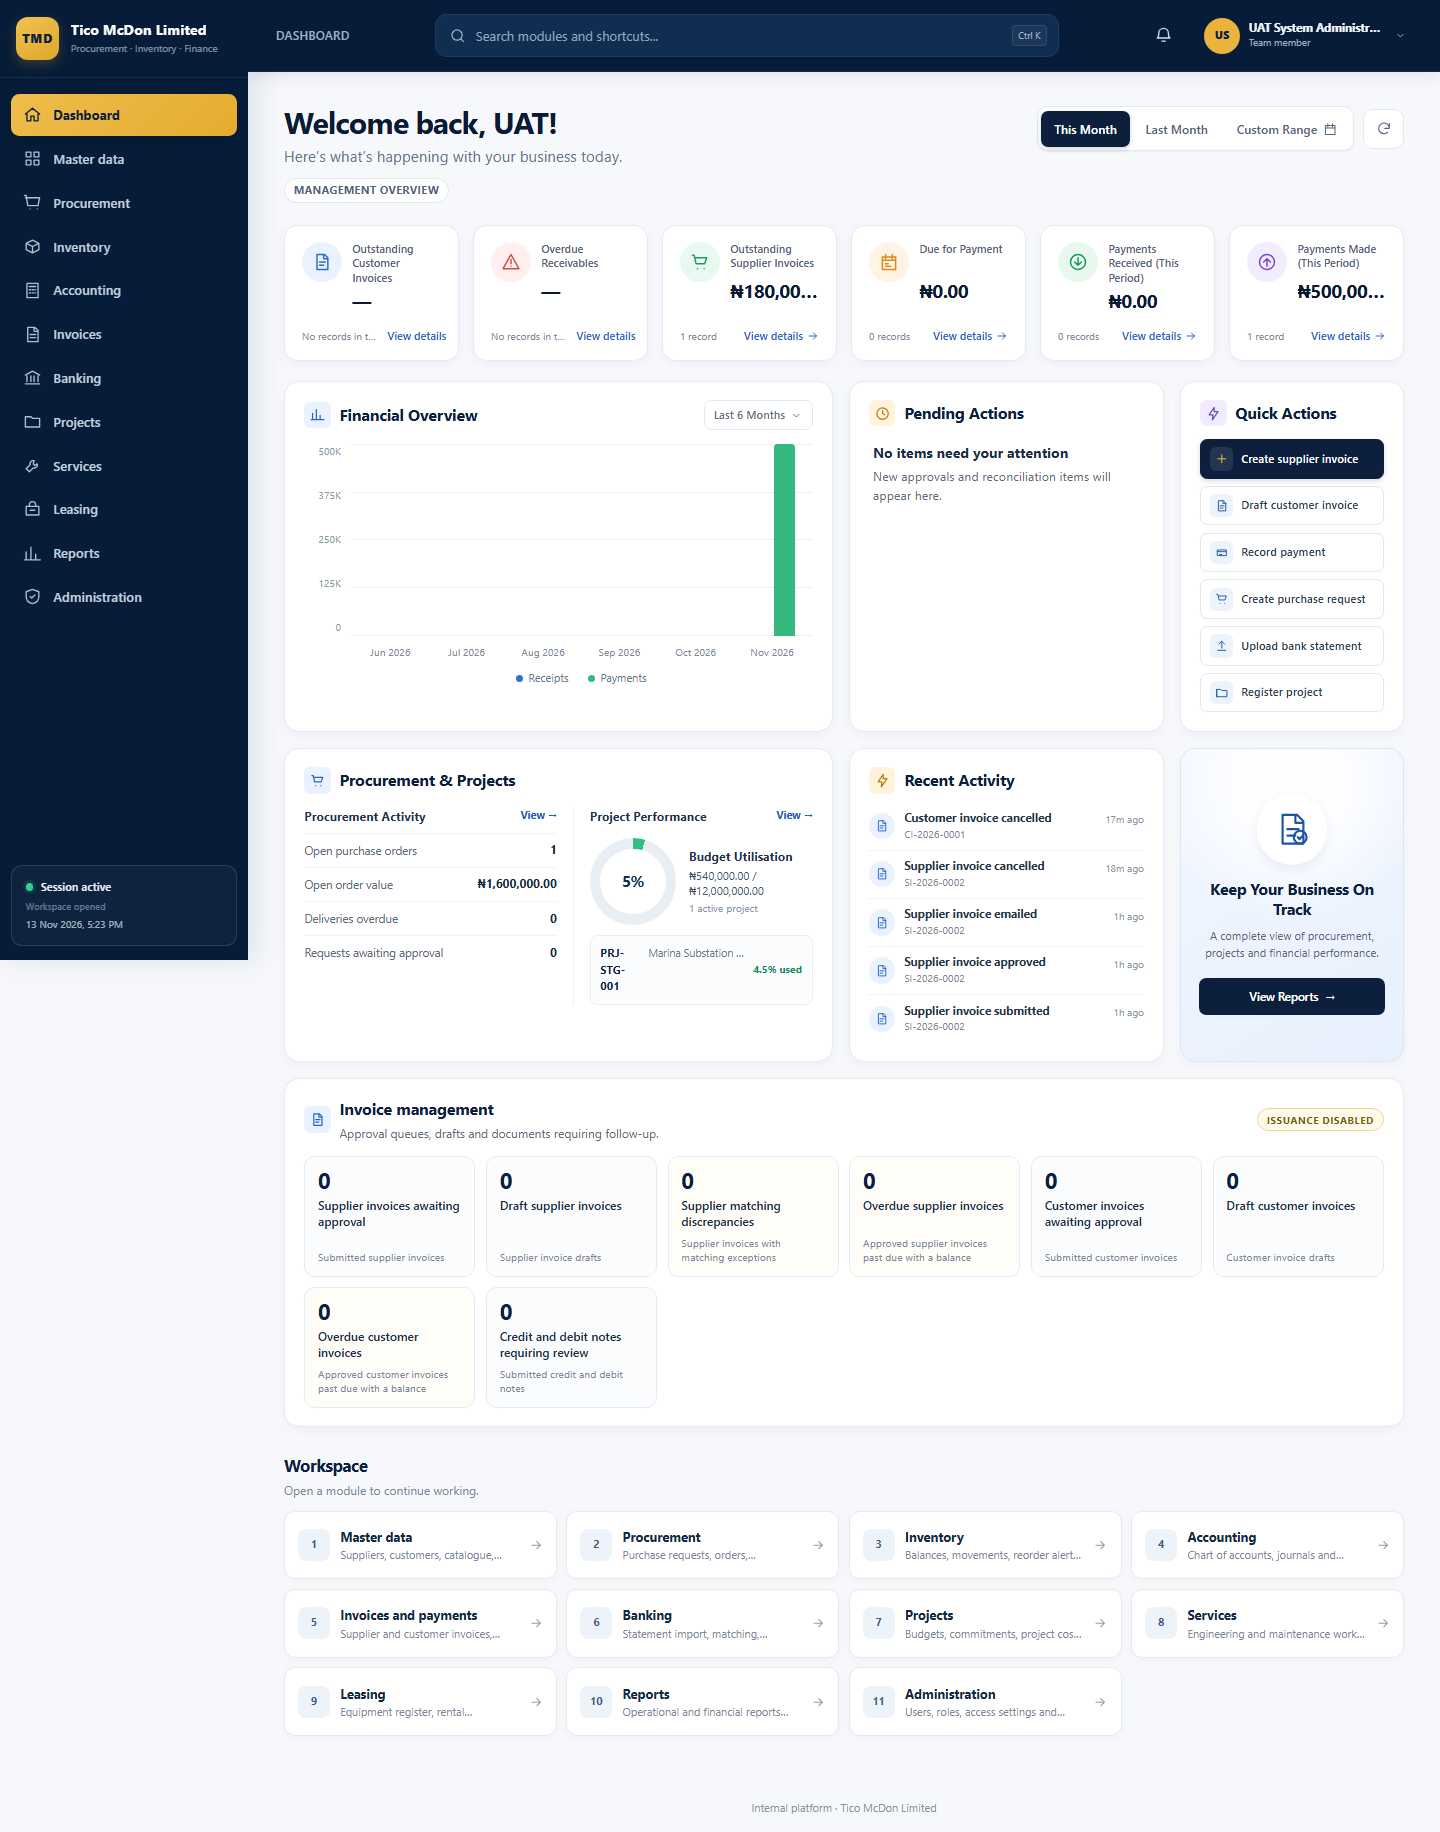 TMD
Tico McDon Limited
Procurement · Inventory · Finance
DASHBOARD
Search modules and shortcuts...
Ctrl K
US
UAT System Administr...
Team member
Dashboard
Master data
Procurement
Inventory
Accounting
Invoices
Banking
Projects
Services
Leasing
Reports
Administration
Session active
Workspace opened
13 Nov 2026, 5:23 PM
Welcome back, UAT!
Here's what's happening with your business today.
MANAGEMENT OVERVIEW
This Month
Last Month
Custom Range
Outstanding
Customer
Invoices
—
No records in t...
View details
Overdue
Receivables
—
No records in t...
View details
Outstanding
Supplier Invoices
₦180,00...
1 record
View details →
Due for Payment
₦0.00
0 records
View details →
Payments
Received (This
Period)
₦0.00
0 records
View details →
Payments Made
(This Period)
₦500,00...
1 record
View details →
Financial Overview
Last 6 Months
500K
375K
250K
125K
0
Jun 2026
Jul 2026
Aug 2026
Sep 2026
Oct 2026
Nov 2026
Receipts
Payments
Pending Actions
No items need your attention
New approvals and reconciliation items will
appear here.
Quick Actions
Create supplier invoice
Draft customer invoice
Record payment
Create purchase request
Upload bank statement
Register project
Procurement & Projects
Procurement Activity
View →
Open purchase orders
1
Open order value
₦1,600,000.00
Deliveries overdue
0
Requests awaiting approval
0
Project Performance
View →
5%
Budget Utilisation
₦540,000.00 /
₦12,000,000.00
1 active project
PRJ-
STG-
001
Marina Substation ...
4.5% used
Recent Activity
Customer invoice cancelled
17m ago
CI-2026-0001
Supplier invoice cancelled
18m ago
SI-2026-0002
Supplier invoice emailed
1h ago
SI-2026-0002
Supplier invoice approved
1h ago
SI-2026-0002
Supplier invoice submitted
1h ago
SI-2026-0002
Keep Your Business On
Track
A complete view of procurement,
projects and financial performance.
View Reports →
Invoice management
Approval queues, drafts and documents requiring follow-up.
ISSUANCE DISABLED
0
Supplier invoices awaiting
approval
Submitted supplier invoices
0
Draft supplier invoices
Supplier invoice drafts
0
Supplier matching
discrepancies
Supplier invoices with
matching exceptions
0
Overdue supplier invoices
Approved supplier invoices
past due with a balance
0
Customer invoices
awaiting approval
Submitted customer invoices
0
Draft customer invoices
Customer invoice drafts
0
Overdue customer
invoices
Approved customer invoices
past due with a balance
0
Credit and debit notes
requiring review
Submitted credit and debit
notes
Workspace
Open a module to continue working.
1
Master data
Suppliers, customers, catalogue,...
→
2
Procurement
Purchase requests, orders,...
→
3
Inventory
Balances, movements, reorder alert...
→
4
Accounting
Chart of accounts, journals and...
→
5
Invoices and payments
Supplier and customer invoices,...
→
6
Banking
Statement import, matching,...
→
7
Projects
Budgets, commitments, project cos...
→
8
Services
Engineering and maintenance work...
→
9
Leasing
Equipment register, rental...
→
10
Reports
Operational and financial reports...
→
11
Administration
Users, roles, access settings and...
→
Internal platform · Tico McDon Limited